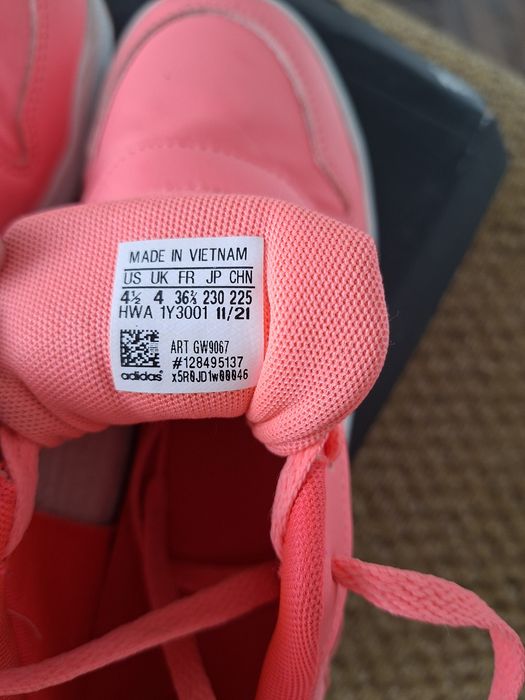 MADE IN VIETNAM
US UK FR JP CHN
4½ 4 36⅔ 230 225
HWA 1Y3001 11/21
ART GW9067
#128495137
adidas x5R0JD1w00046